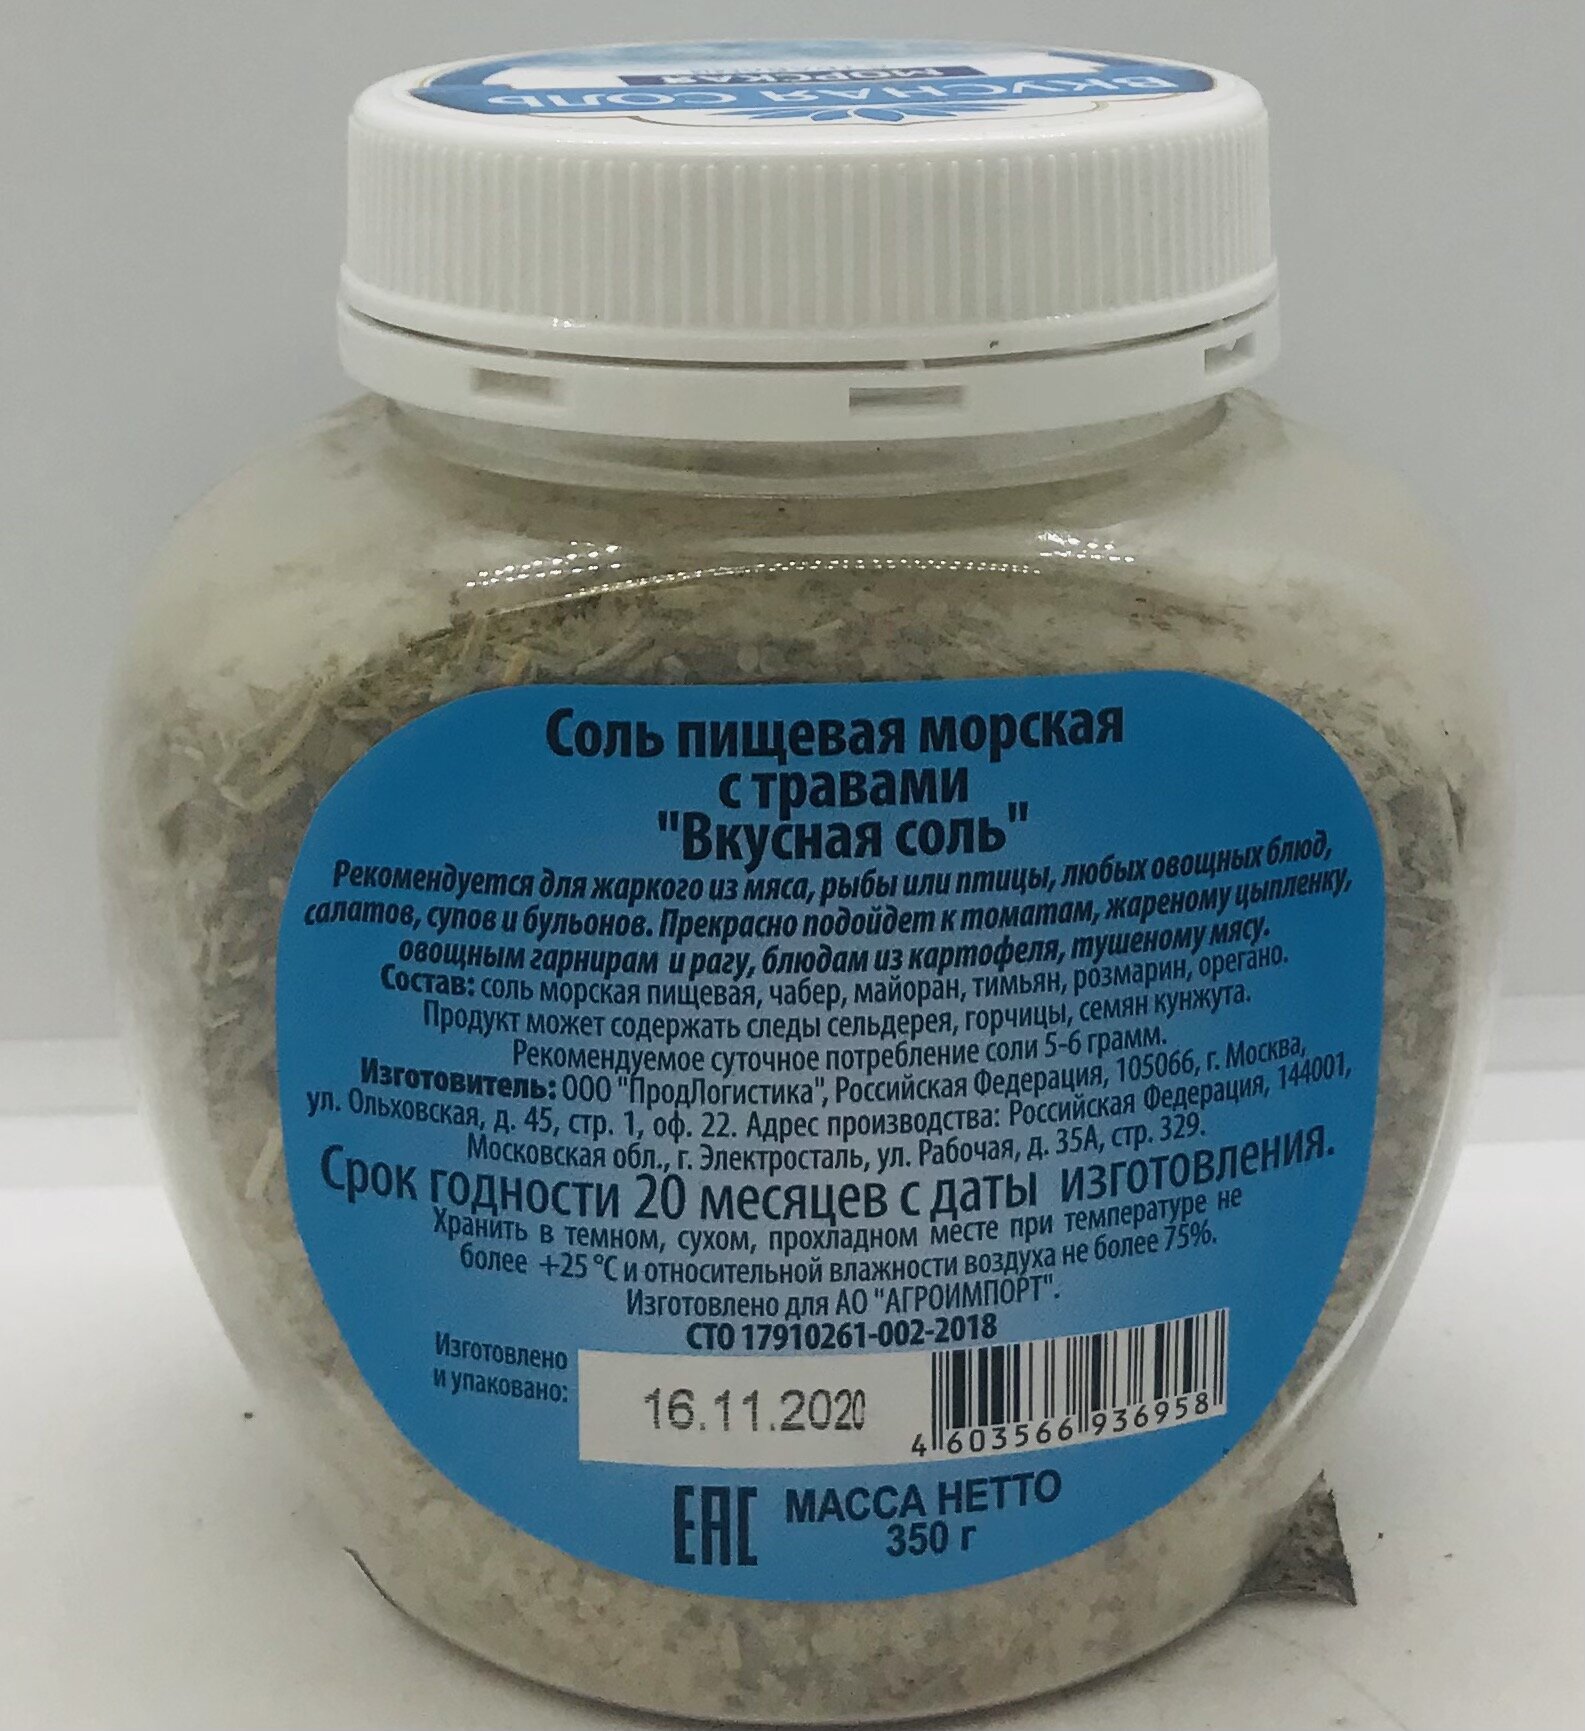 ВКУСНАЯ СОЛЬ
МОРСКАЯ
Соль пищевая морская
с травами
"Вкусная соль"
Рекомендуется для жаркого из мяса, рыбы или птицы, любых овощных блюд,
салатов, супов и бульонов. Прекрасно подойдет к томатам, жареному цыпленку,
овощным гарнирам и рагу, блюдам из картофеля, тушеному мясу.
Состав: соль морская пищевая, чабер, майоран, тимьян, розмарин, орегано.
Продукт может содержать следы сельдерея, горчицы, семян кунжута.
Рекомендуемое суточное потребление соли 5-6 грамм.
Изготовитель: ООО "ПродЛогистика", Российская Федерация, 105066, г. Москва,
ул. Ольховская, д. 45, стр. 1, оф. 22. Адрес производства: Российская Федерация, 144001,
Московская обл., г. Электросталь, ул. Рабочая, д. 35А, стр. 329.
Срок годности 20 месяцев с даты изготовления.
Хранить в темном, сухом, прохладном месте при температуре не
более +25 °С и относительной влажности воздуха не более 75%.
Изготовлено для АО "АГРОИМПОРТ".
СТО 17910261-002-2018
Изготовлено
и упаковано:
16.11.2020
4 603566 936958
ЕАС
МАССА НЕТТО
350 г